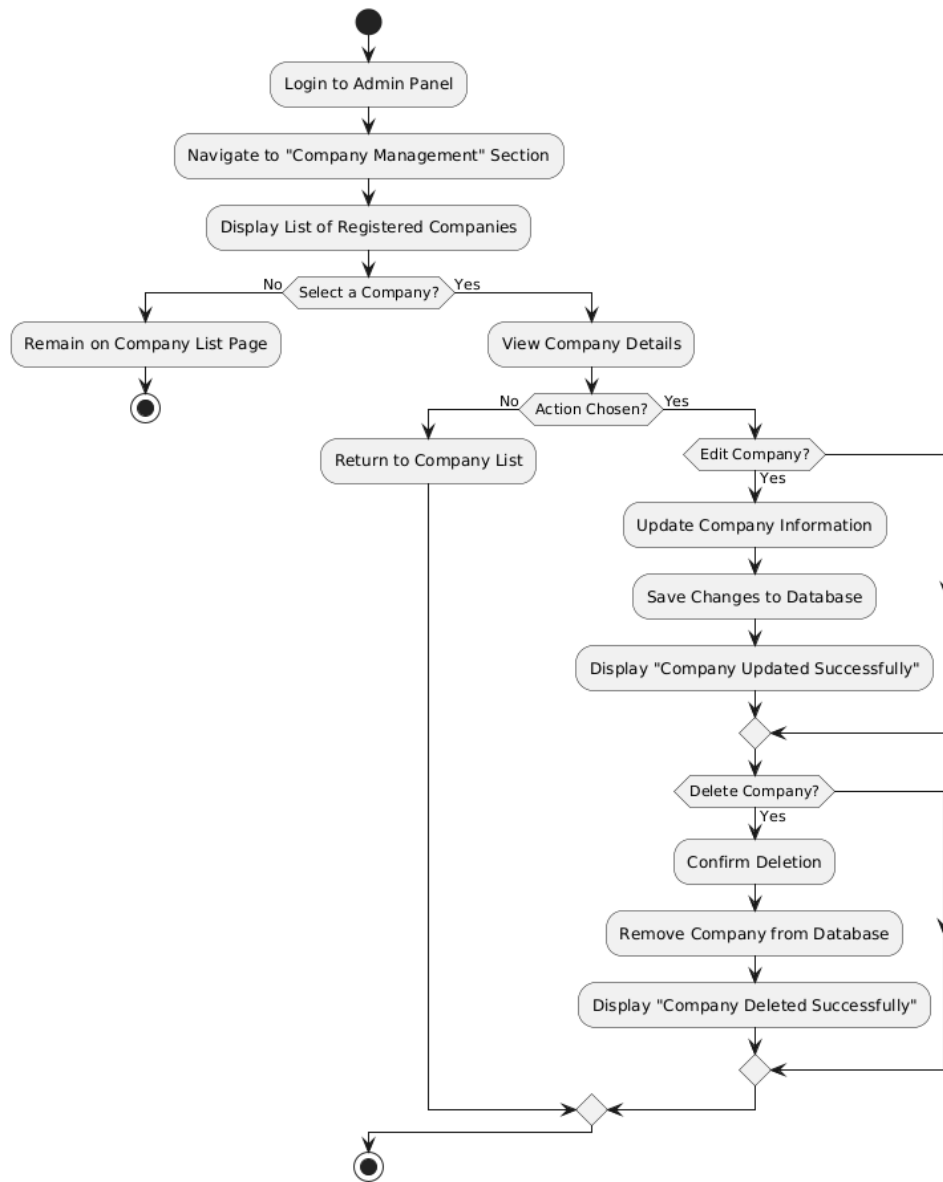 Login to Admin Panel
Navigate to "Company Management" Section
Display List of Registered Companies
No
Select a Company?
Yes
Remain on Company List Page
View Company Details
No
Action Chosen?
Yes
Return to Company List
Edit Company?
Yes
Update Company Information
Save Changes to Database
Display "Company Updated Successfully"
Delete Company?
Yes
Confirm Deletion
Remove Company from Database
Display "Company Deleted Successfully"